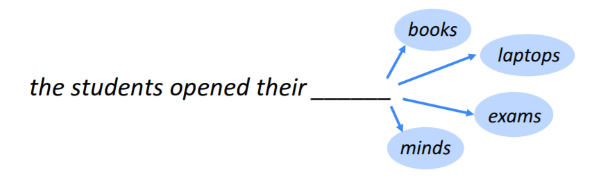 books
laptops
the students opened their ______
exams
minds